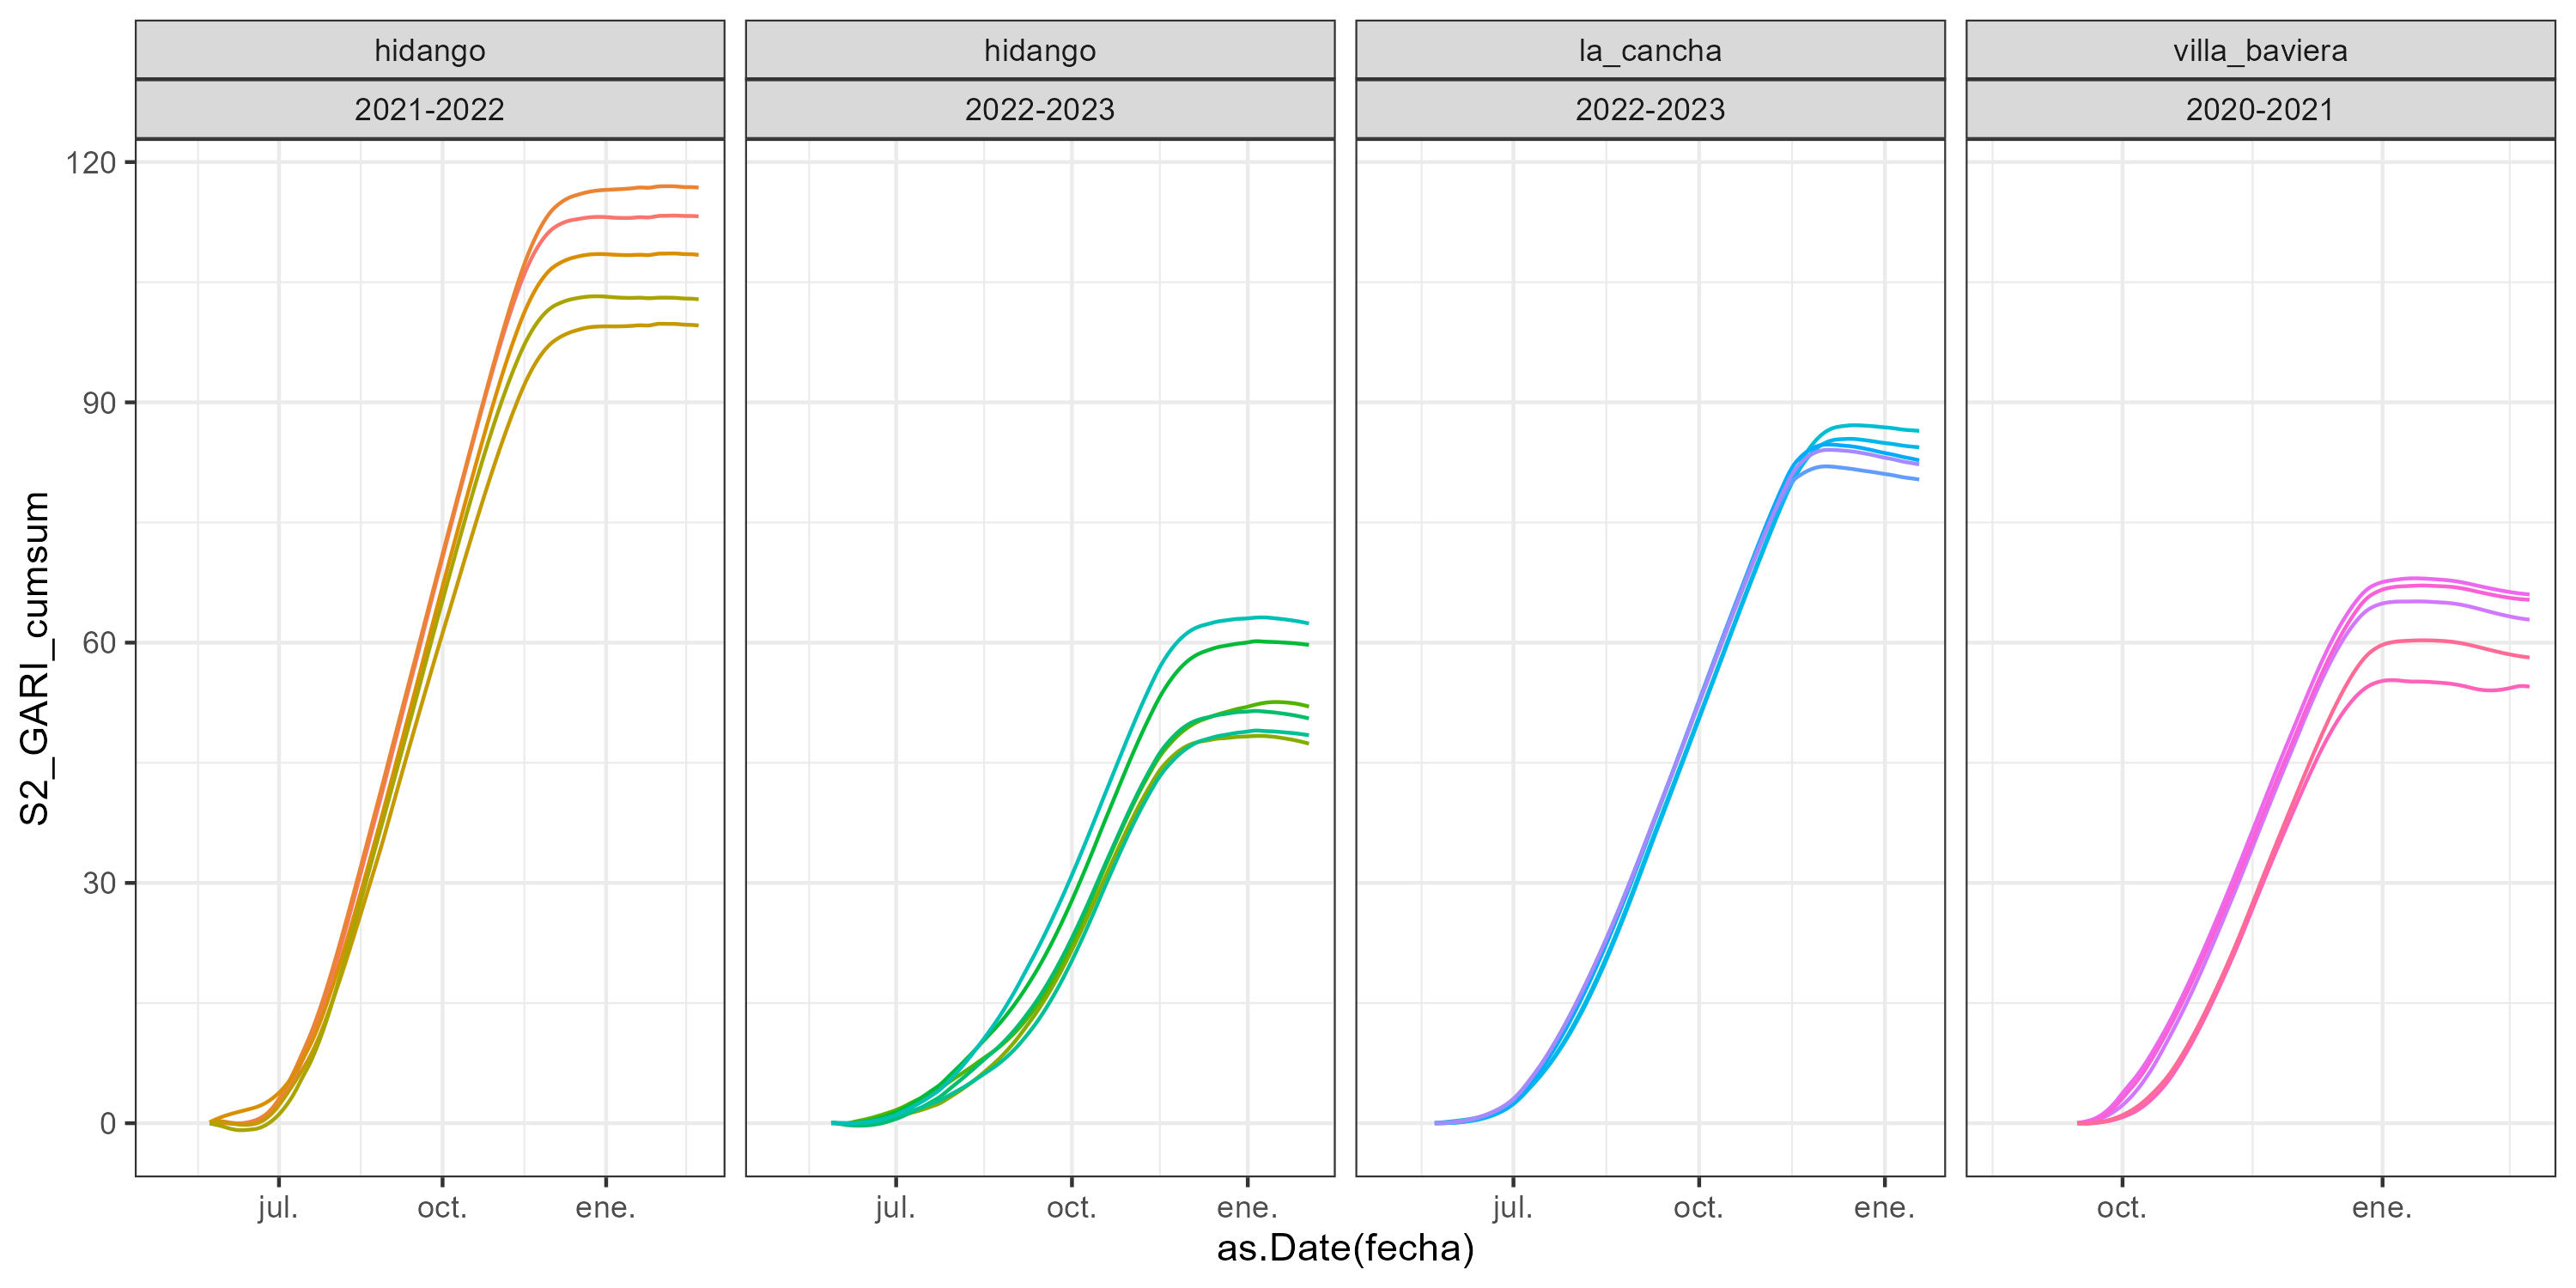 hidango hidango la_cancha villa_baviera
2021-2022 2022-2023 2022-2023 2020-2021
S2_GARI_cumsum
120
90
60
30
0
jul. oct. ene. jul. oct. ene. jul. oct. ene. oct. ene.
as.Date(fecha)